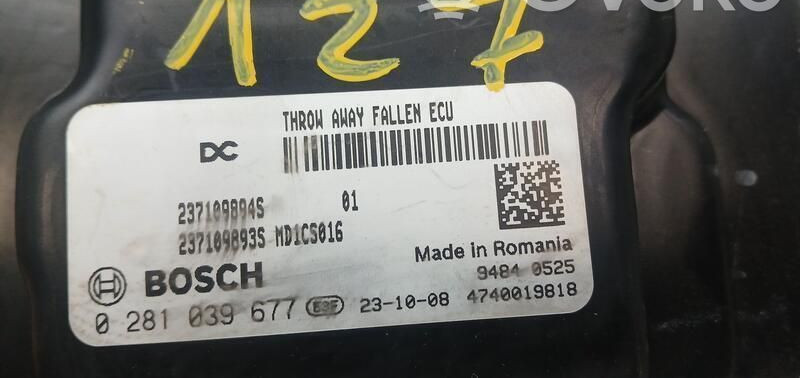 127
THROW AWAY FALLEN ECU
DC
237109894S 01
237109893S MD1CS016
Made in Romania
BOSCH
9484 0525
0 281 039 677 23-10-08 4740019818